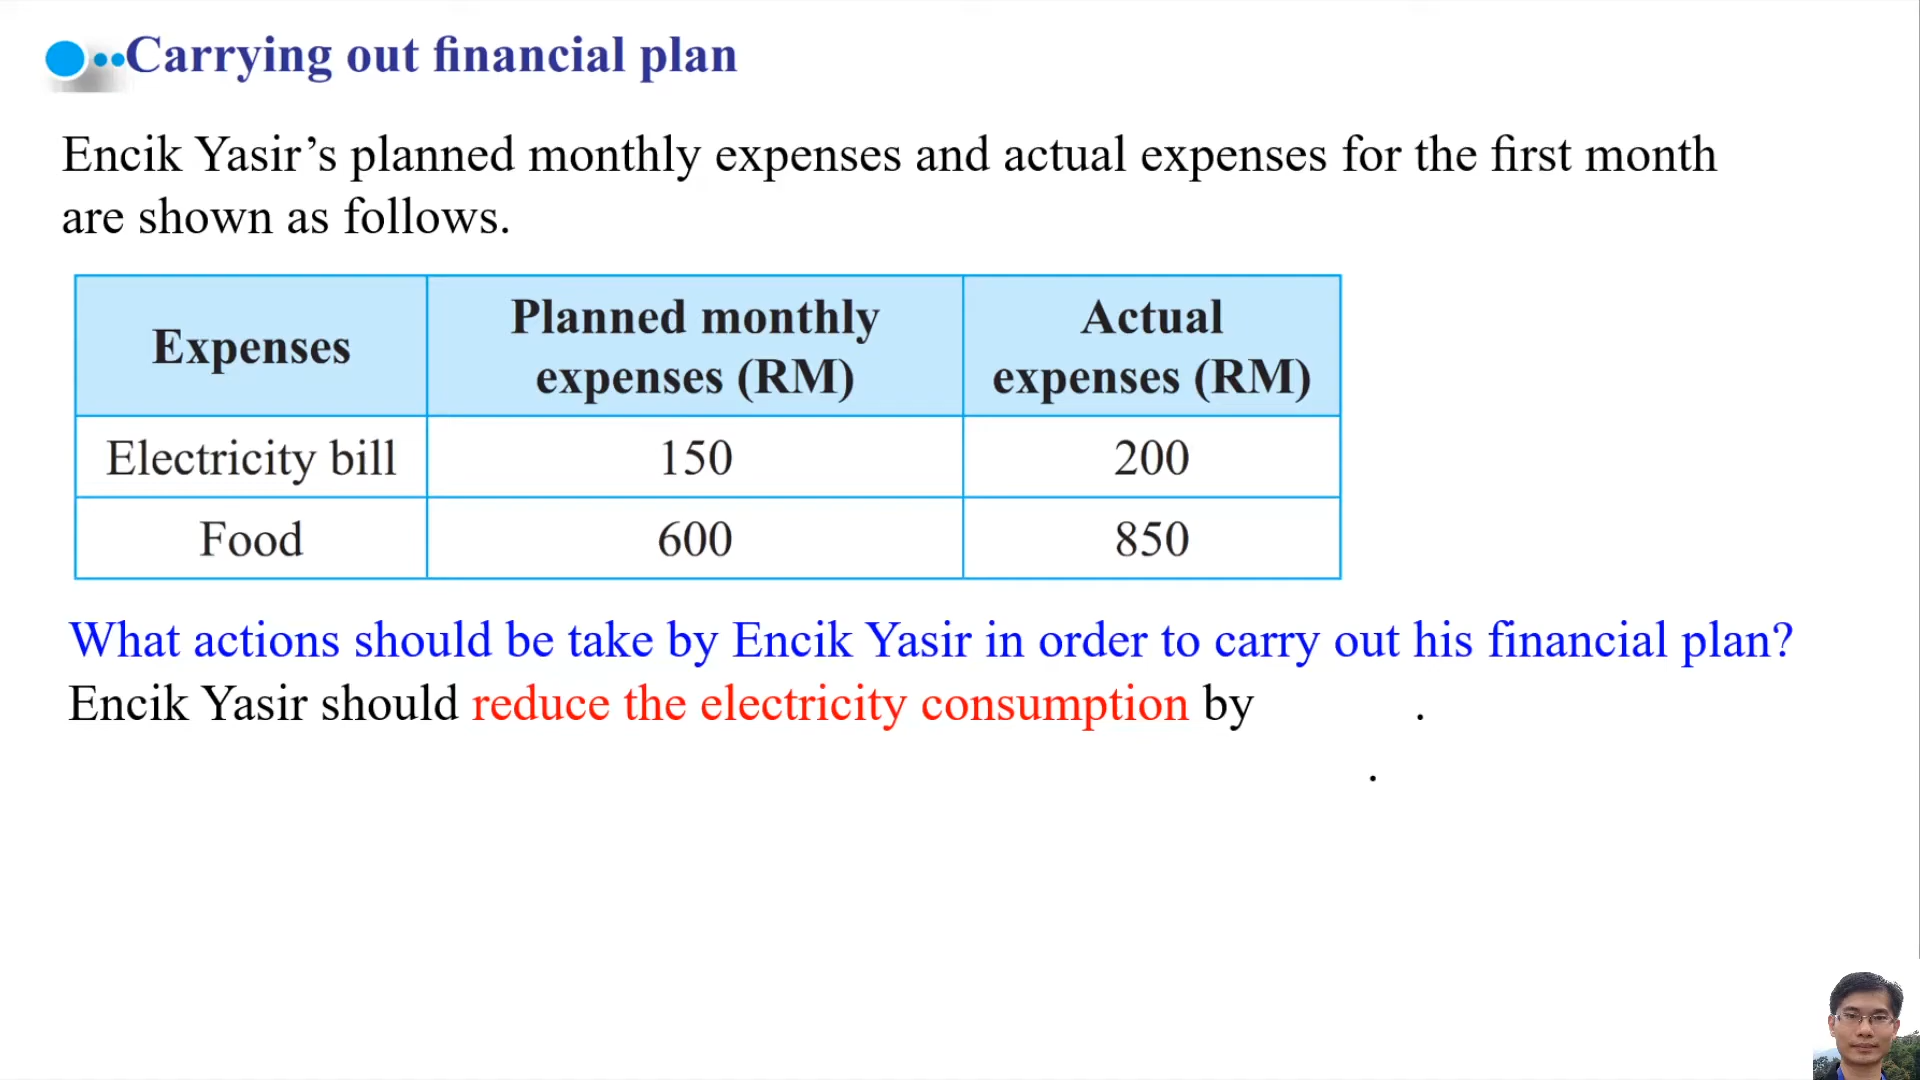 Carrying out financial plan
Encik Yasir’s planned monthly expenses and actual expenses for the first month
are shown as follows.
Expenses
Planned monthly
expenses (RM)
Actual
expenses (RM)
Electricity bill 150 200
Food 600 850
What actions should be take by Encik Yasir in order to carry out his financial plan?
Encik Yasir should reduce the electricity consumption by .
.